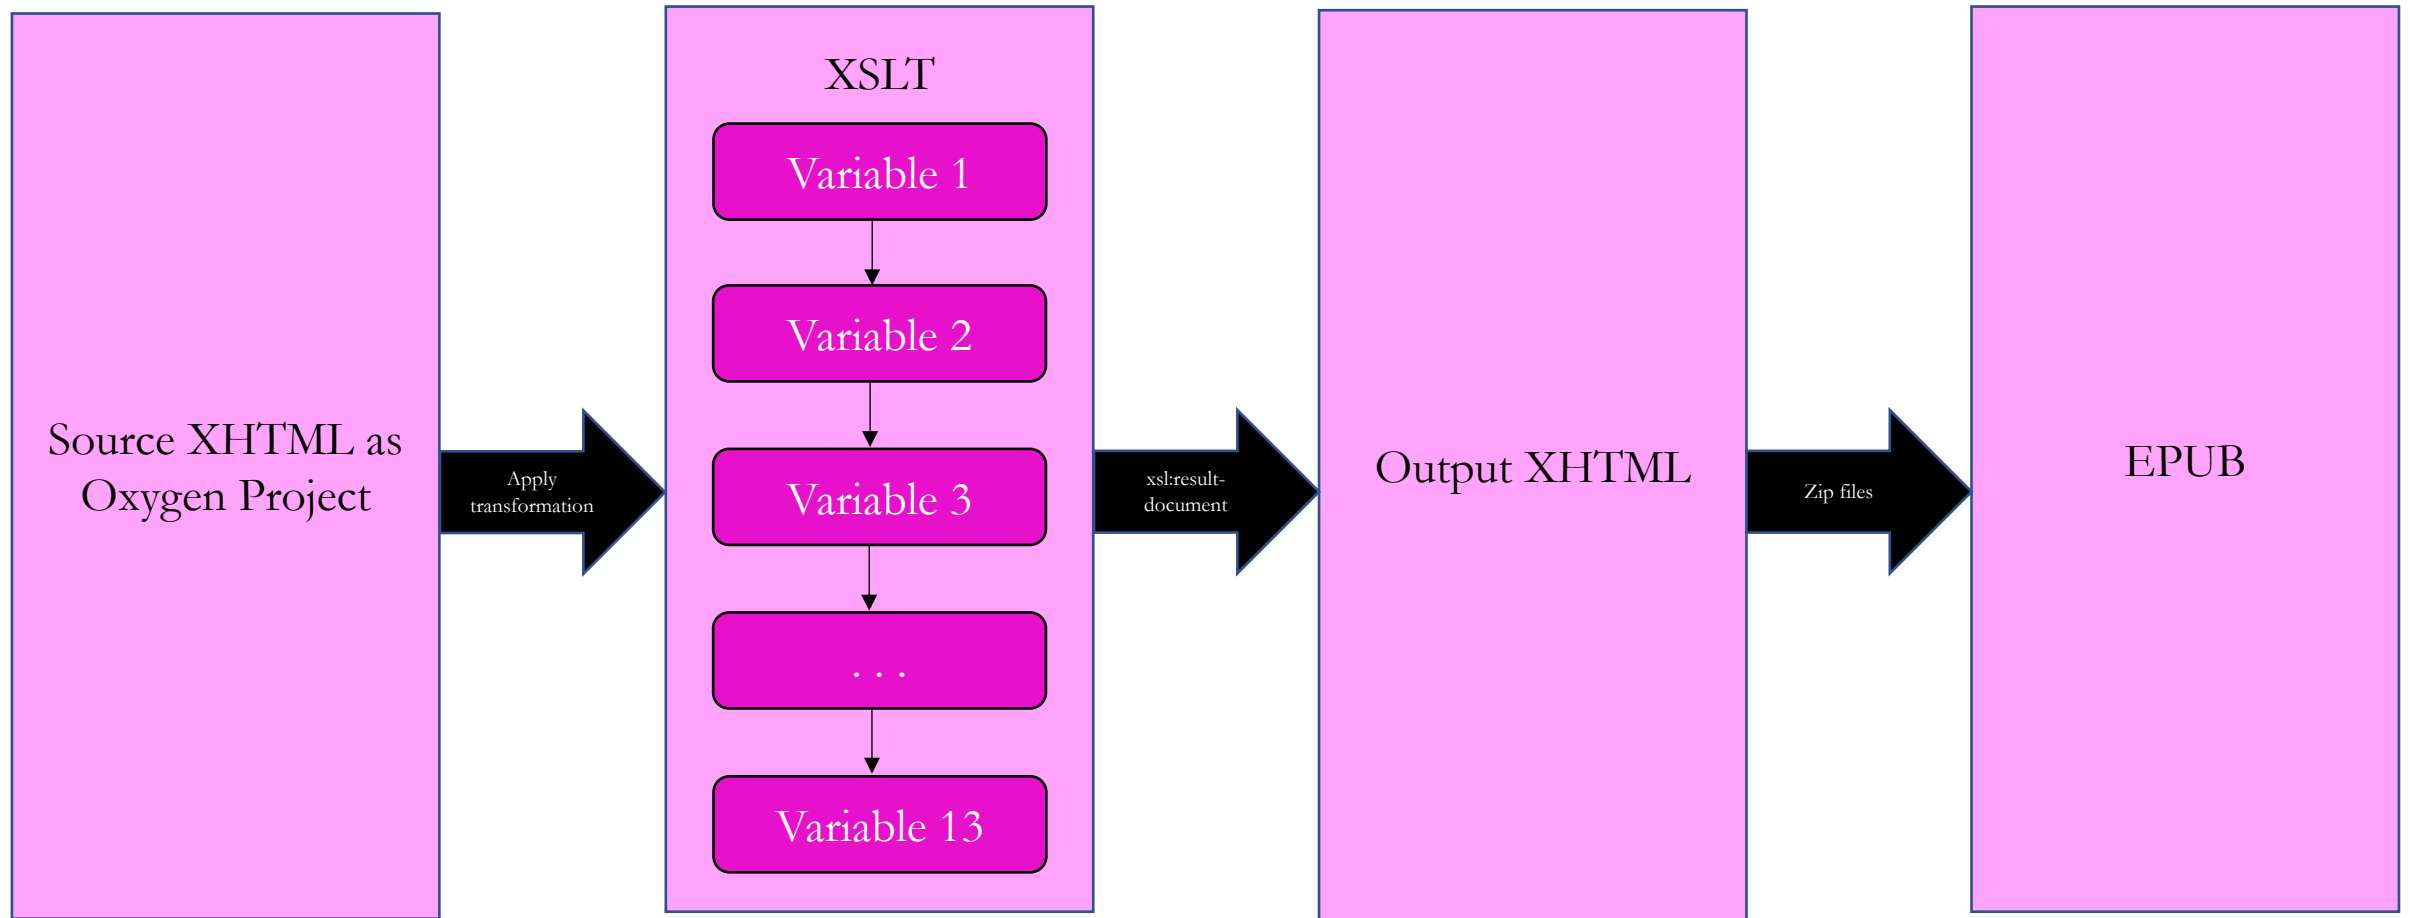 Source XHTML as
Oxygen Project
Apply
transformation
XSLT
Variable 1
Variable 2
Variable 3
. . .
Variable 13
xsl:result-
document
Output XHTML
Zip files
EPUB